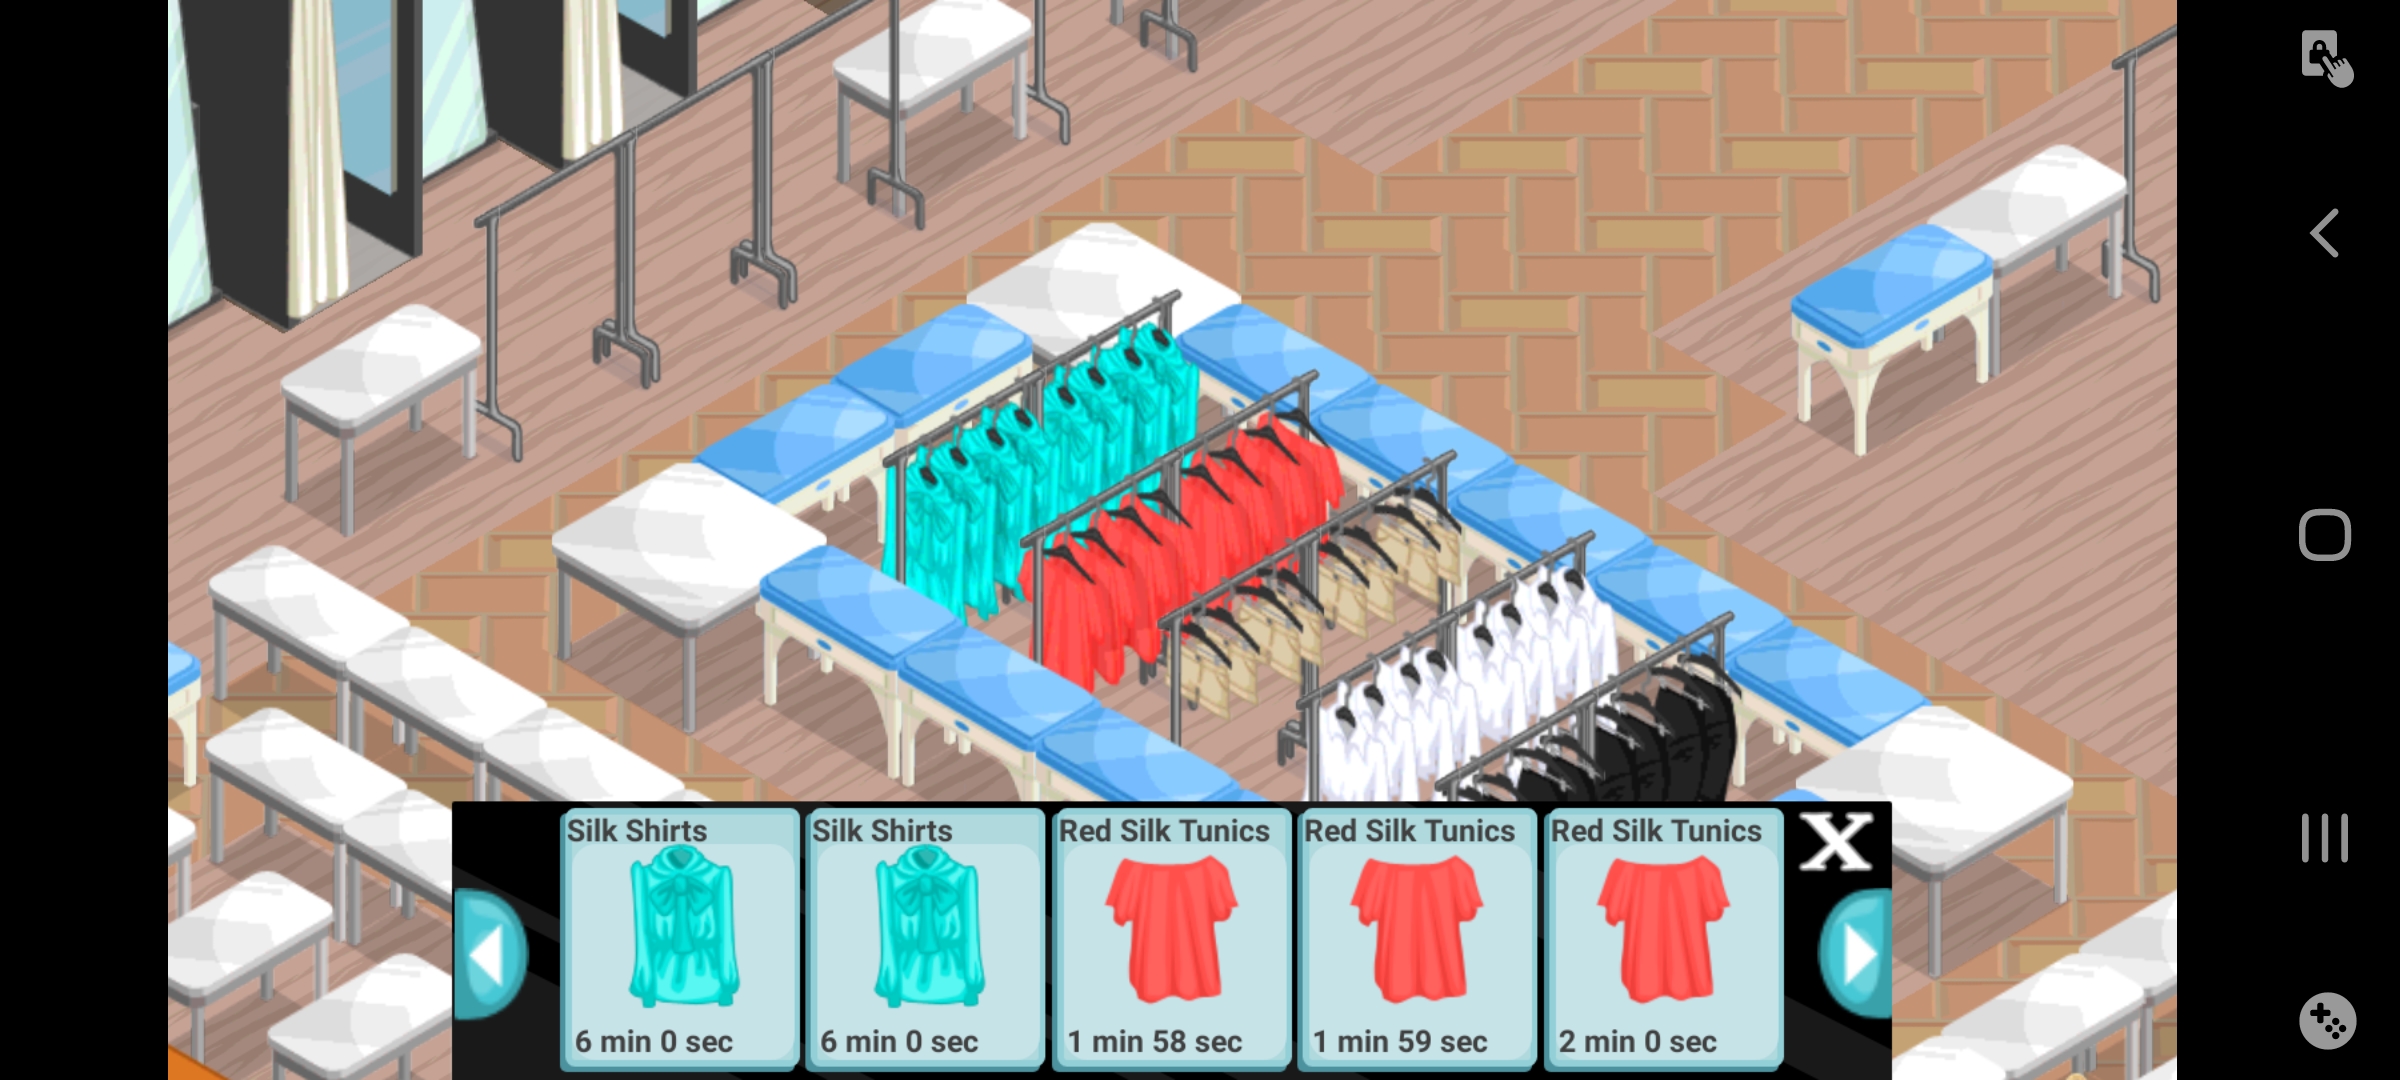 Silk Shirts
Silk Shirts
Red Silk Tunics
Red Silk Tunics
Red Silk Tunics
X
6 min 0 sec
6 min 0 sec
1 min 58 sec
1 min 59 sec
2 min 0 sec